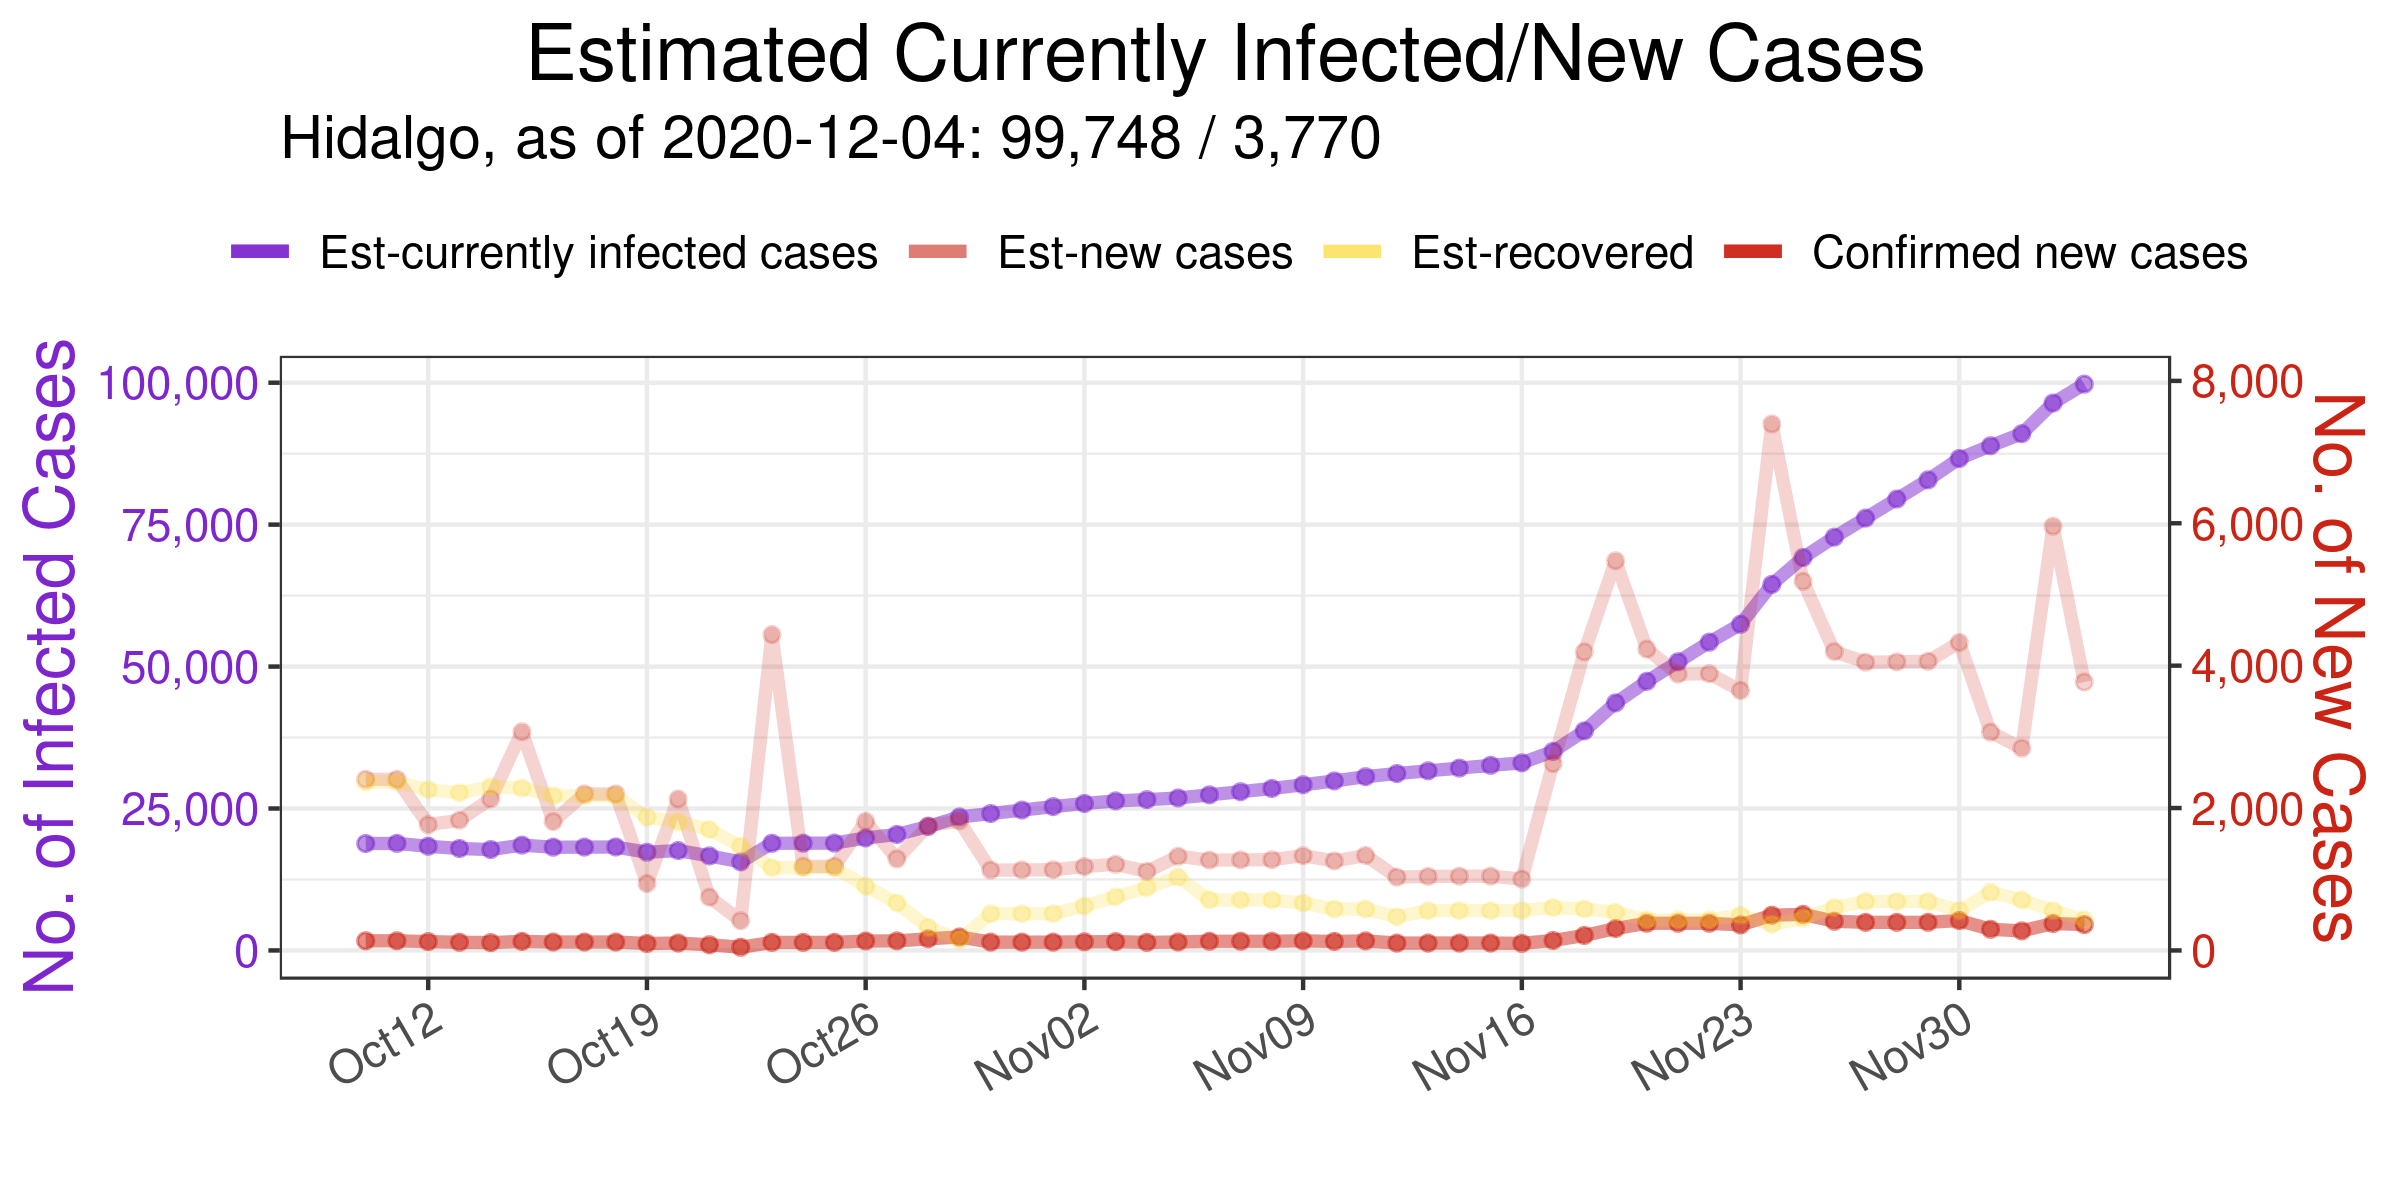 Estimated Currently Infected/New Cases
Hidalgo, as of 2020-12-04: 99,748 / 3,770
Est-currently infected cases Est-new cases Est-recovered Confirmed new cases
No. of Infected Cases
100,000
75,000
50,000
25,000
0
8,000
6,000
4,000
2,000
0
No. of New Cases
Oct12 Oct19 Oct26 Nov02 Nov09 Nov16 Nov23 Nov30